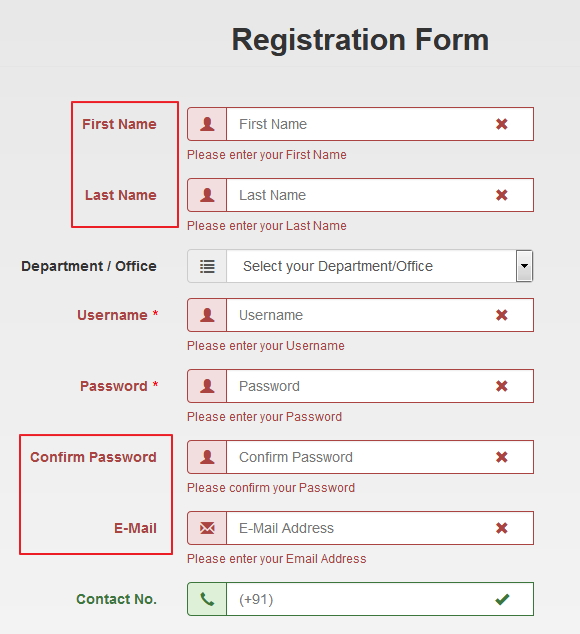 Registration Form
First Name First Name
Please enter your First Name
Last Name Last Name
Please enter your Last Name
Department / Office Select your Department/Office
Username * Username
Please enter your Username
Password * Password
Please enter your Password
Confirm Password Confirm Password
Please confirm your Password
E-Mail E-Mail Address
Please enter your Email Address
Contact No. (+91)